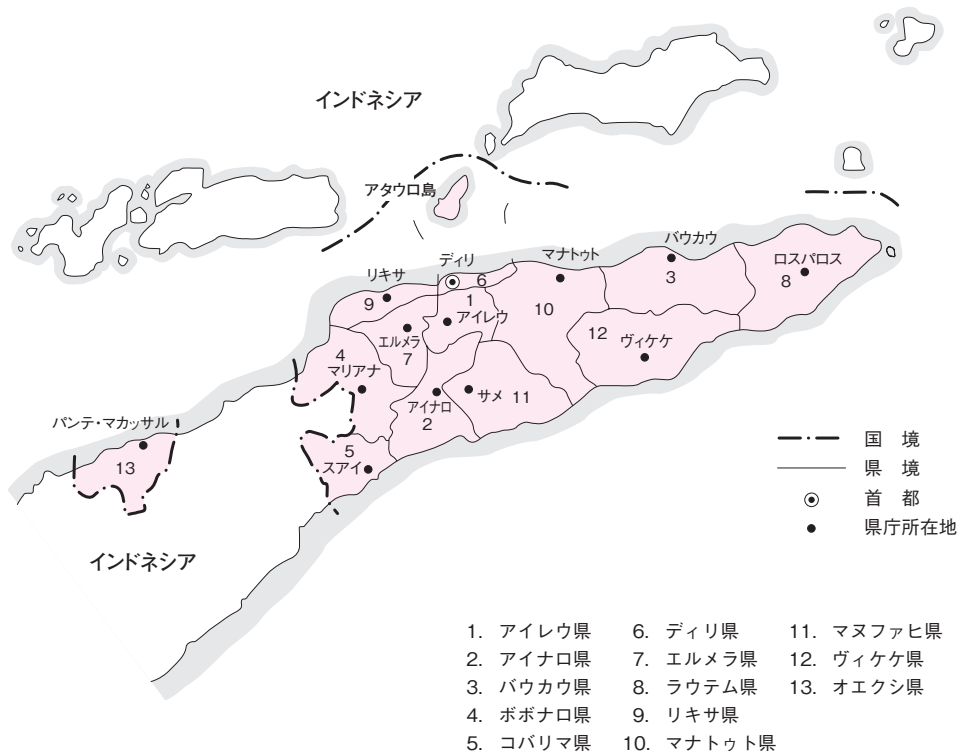 インドネシア
アタウロ島
バウカウ
マナトゥト
ディリ
リキサ
ロスパロス
6
3
8
9
1
10
アイレウ
エルメラ
7
12
ヴィケケ
4
マリアナ
サメ
11
アイナロ
2
パンテ・マカッサル
5
スアイ
13
インドネシア
国 境
県 境
首 都
県庁所在地
1. アイレウ県
2. アイナロ県
3. バウカウ県
4. ボボナロ県
5. コバリマ県
6. ディリ県
7. エルメラ県
8. ラウテム県
9. リキサ県
10. マナトゥト県
11. マヌファヒ県
12. ヴィケケ県
13. オエクシ県